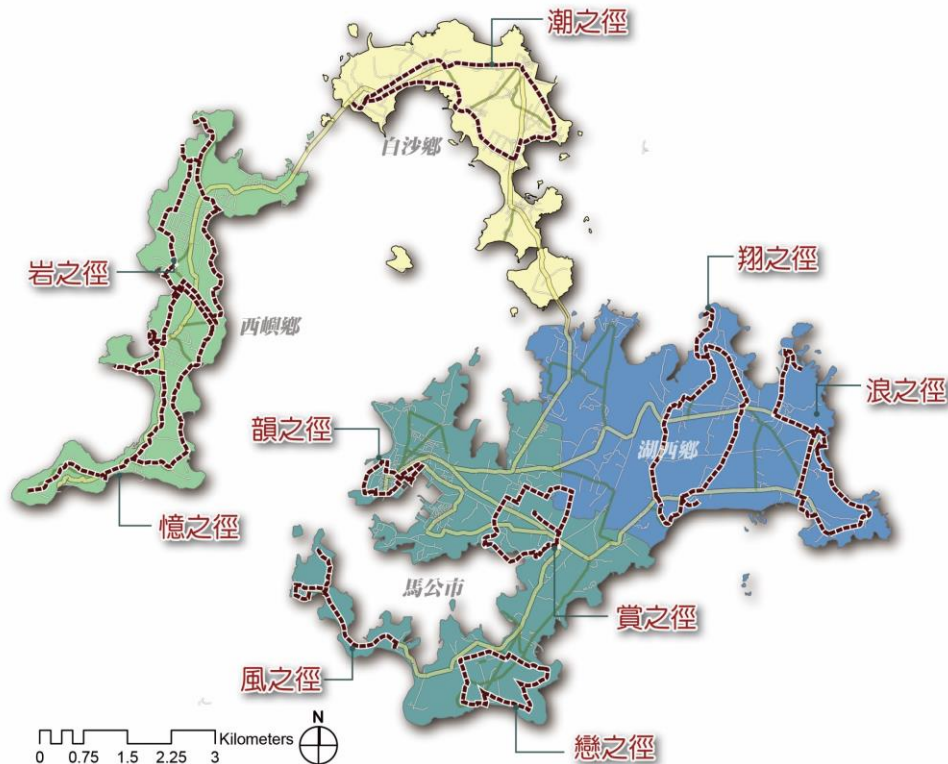 潮之徑
白沙鄉
岩之徑
西嶼鄉
翔之徑
浪之徑
韻之徑
湖西鄉
憶之徑
馬公市
賞之徑
風之徑
戀之徑
N
Kilometers
0 0.75 1.5 2.25 3